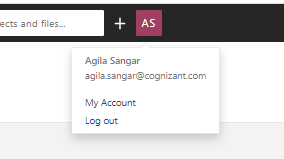 ects and files...
+
AS
Agila Sangar
agila.sangar@cognizant.com
My Account
Log out